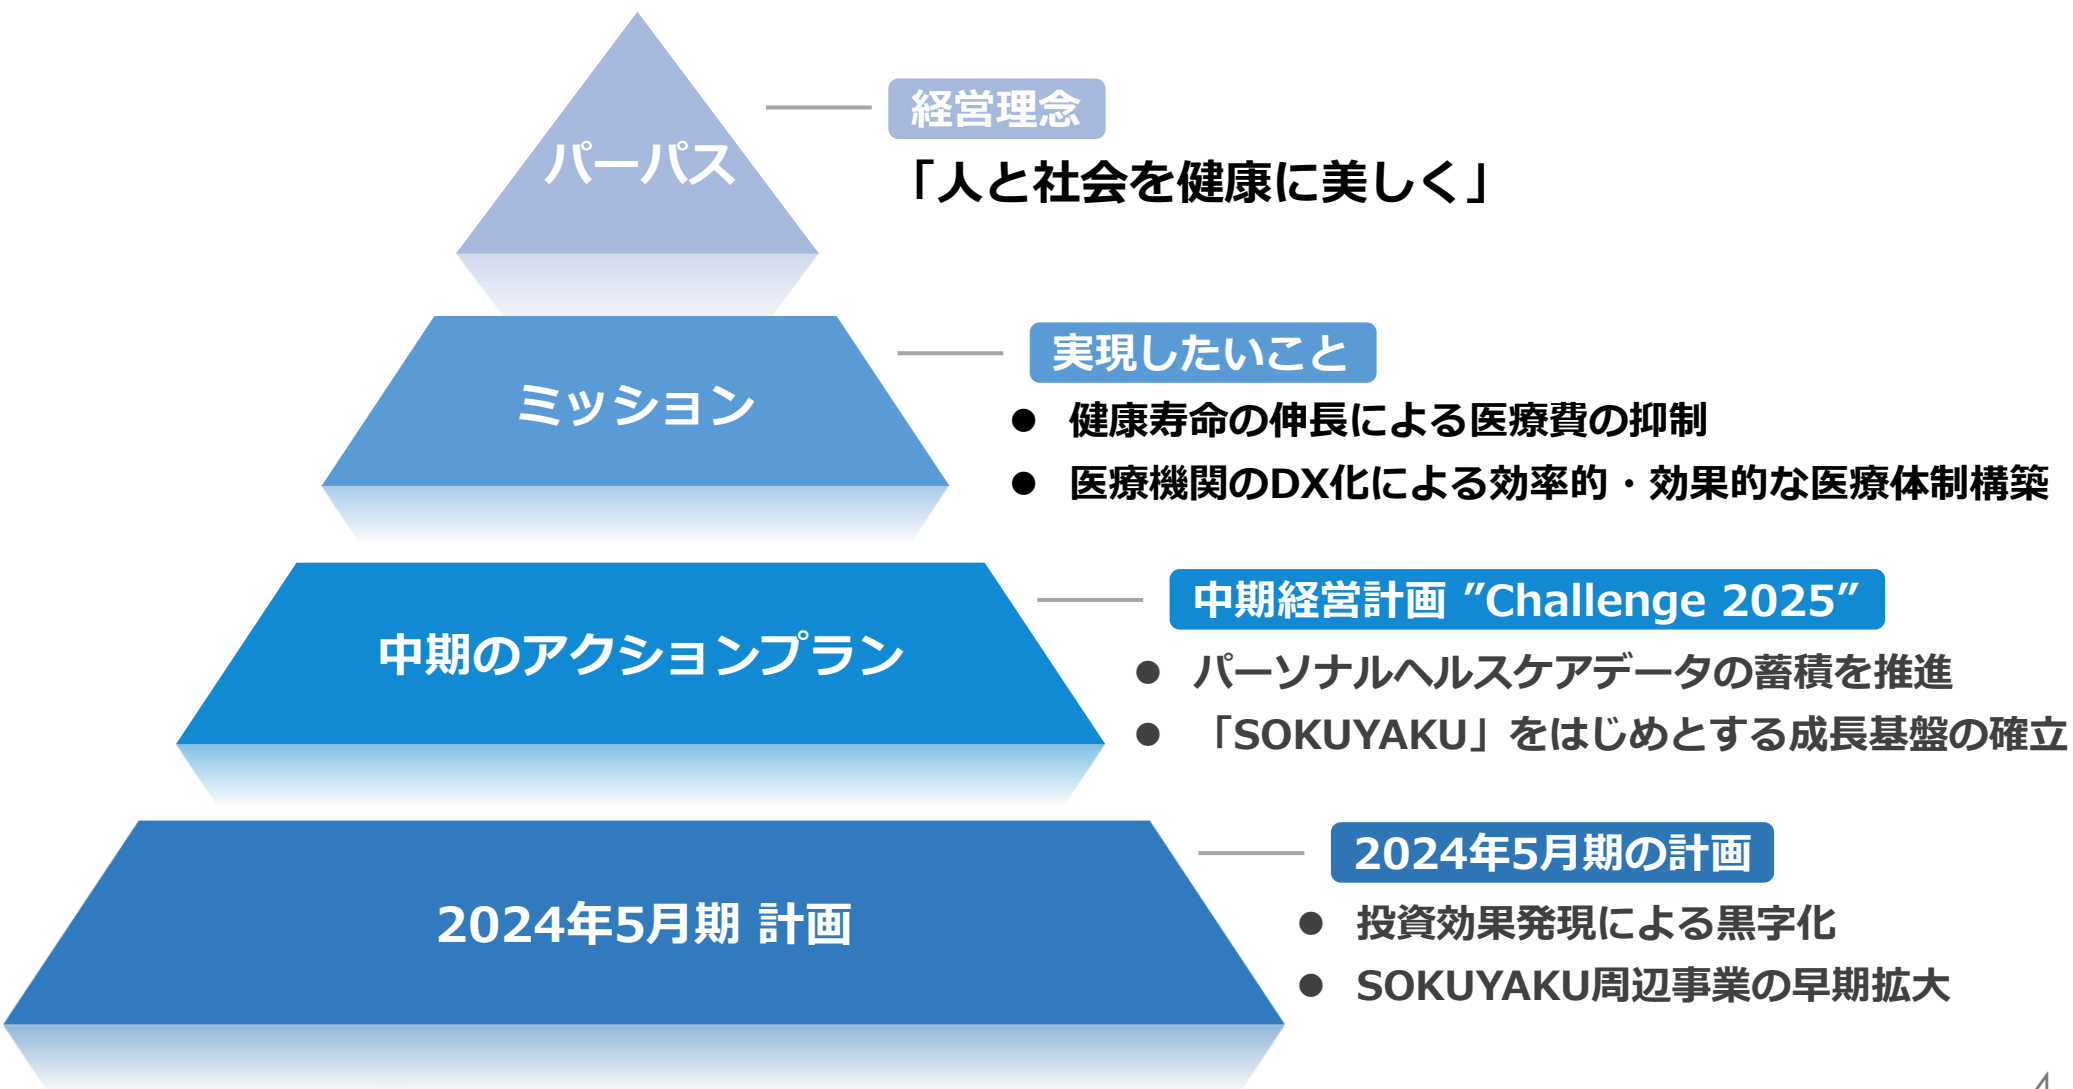 パーパス
経営理念
「人と社会を健康に美しく」
ミッション
実現したいこと
● 健康寿命の伸長による医療費の抑制
● 医療機関のDX化による効率的・効果的な医療体制構築
中期のアクションプラン
中期経営計画 ”Challenge 2025”
● パーソナルヘルスケアデータの蓄積を推進
● 「SOKUYAKU」をはじめとする成長基盤の確立
2024年5月期 計画
2024年5月期の計画
● 投資効果発現による黒字化
● SOKUYAKU周辺事業の早期拡大